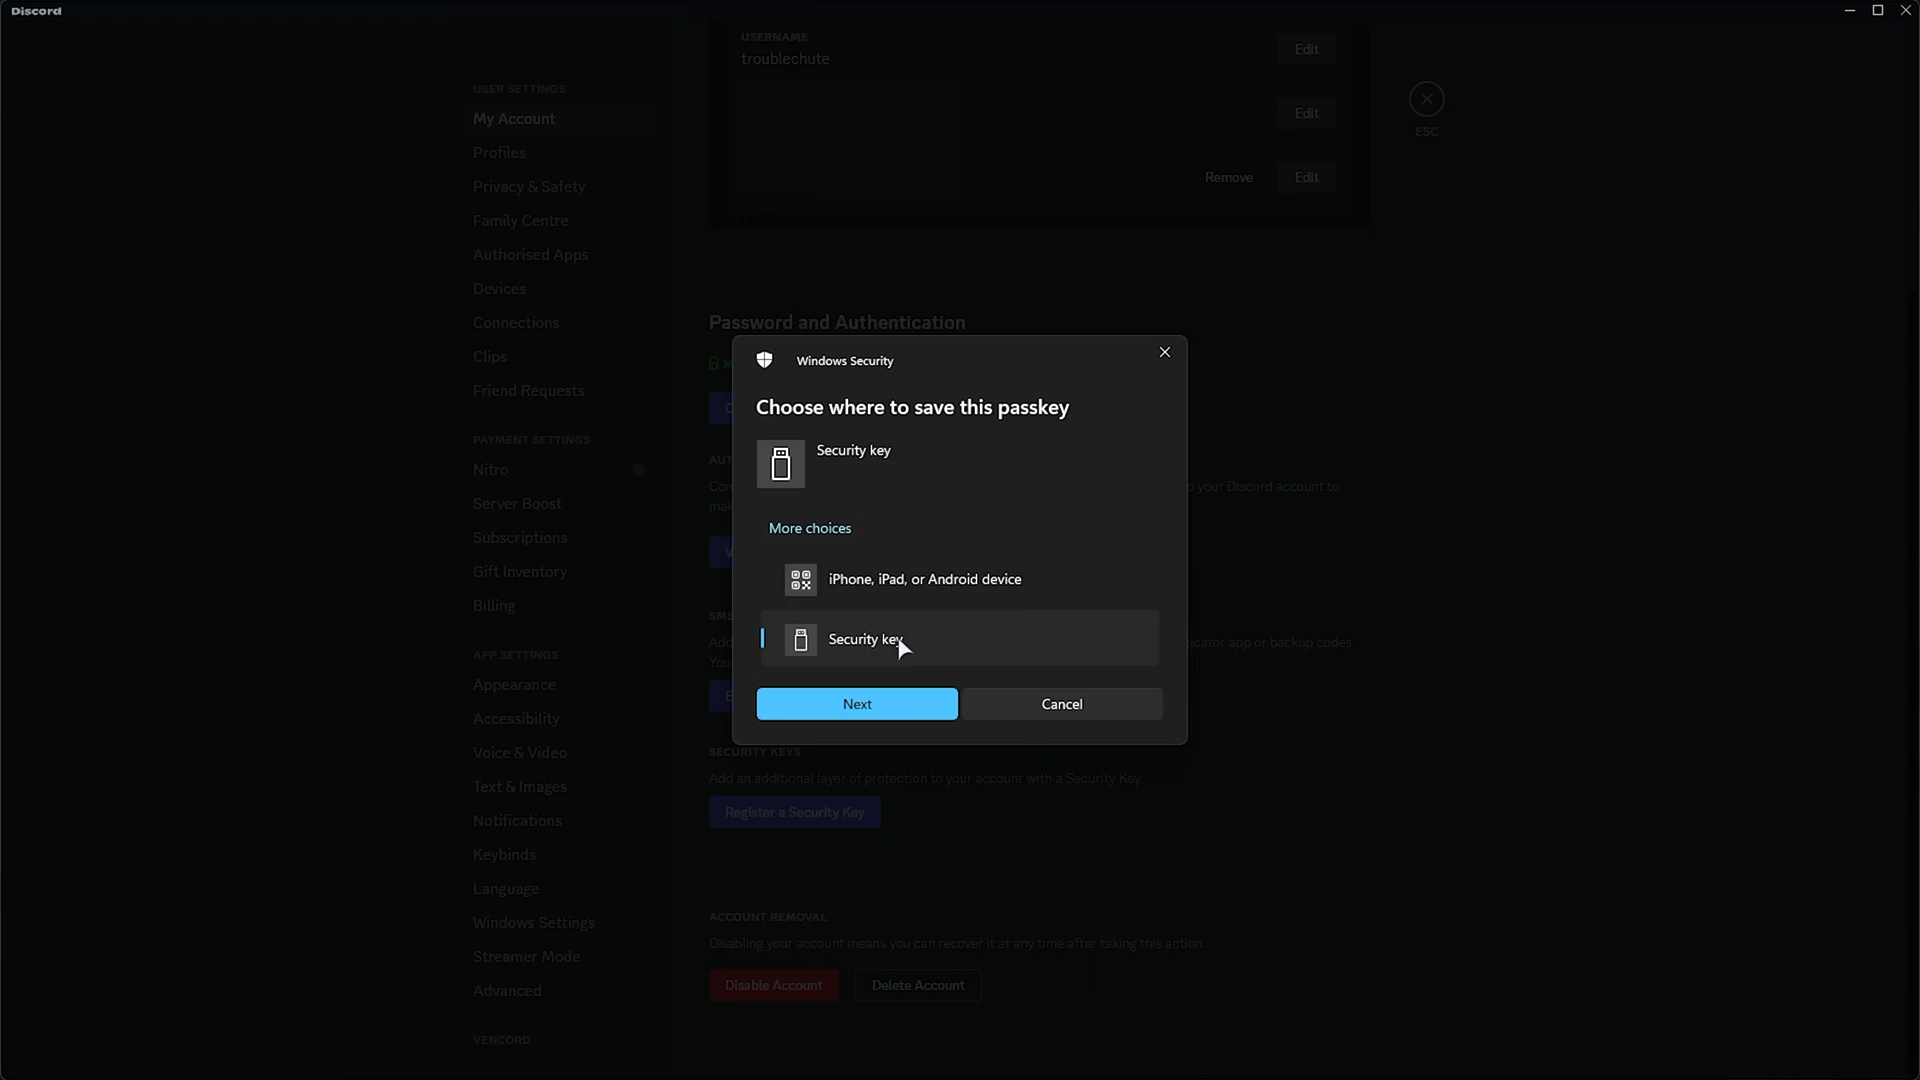 Discord
USERNAME
troublechute
Edit
Edit
Remove
Edit
ESC
USER SETTINGS
My Account
Profiles
Privacy & Safety
Family Centre
Authorised Apps
Devices
Connections
Clips
Friend Requests
PAYMENT SETTINGS
Nitro
Server Boost
Subscriptions
Gift Inventory
Billing
APP SETTINGS
Appearance
Accessibility
Voice & Video
Text & Images
Notifications
Keybinds
Language
Windows Settings
Streamer Mode
Advanced
VENCORD
Password and Authentication
Windows Security
Choose where to save this passkey
Security key
More choices
iPhone, iPad, or Android device
Security key
Next
Cancel
your Discord account to
or backup codes.
SECURITY KEYS
Add an additional layer of protection to your account with a Security Key.
Register a Security Key
ACCOUNT REMOVAL
Disabling your account means you can recover it at any time after taking this action.
Disable Account
Delete Account